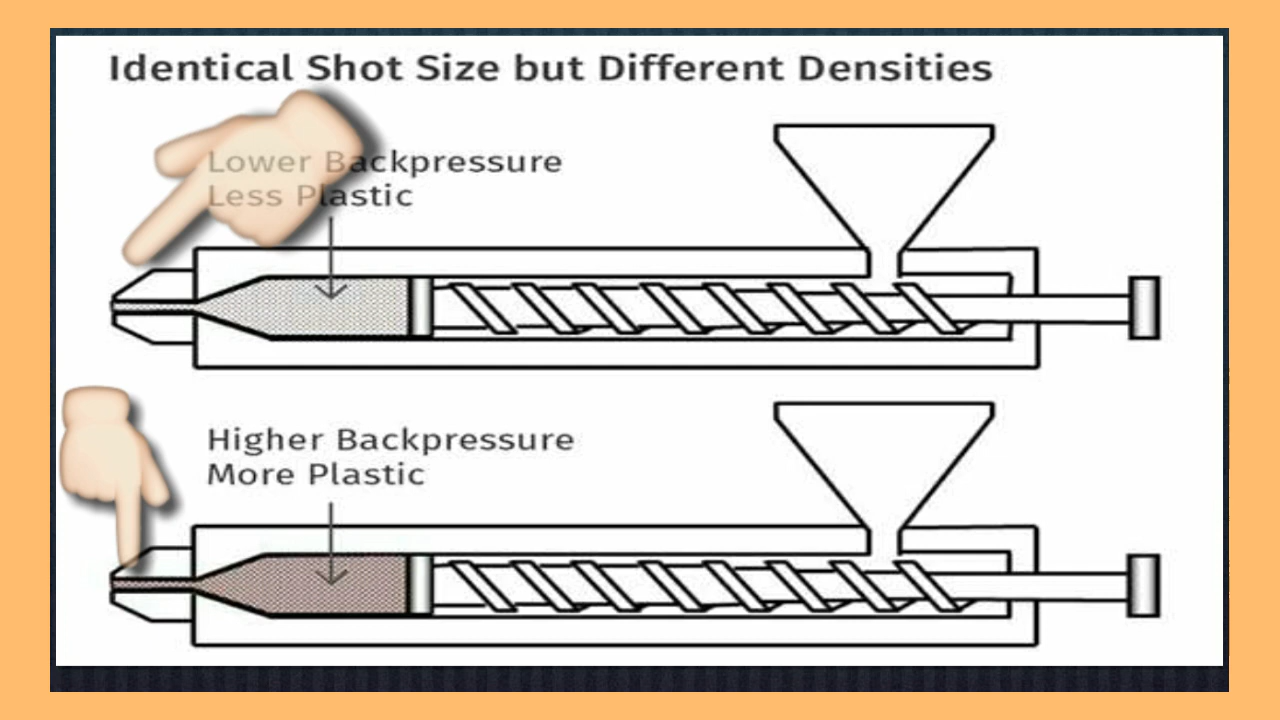 Identical Shot Size but Different Densities
Lower Backpressure
Less Plastic
Higher Backpressure
More Plastic